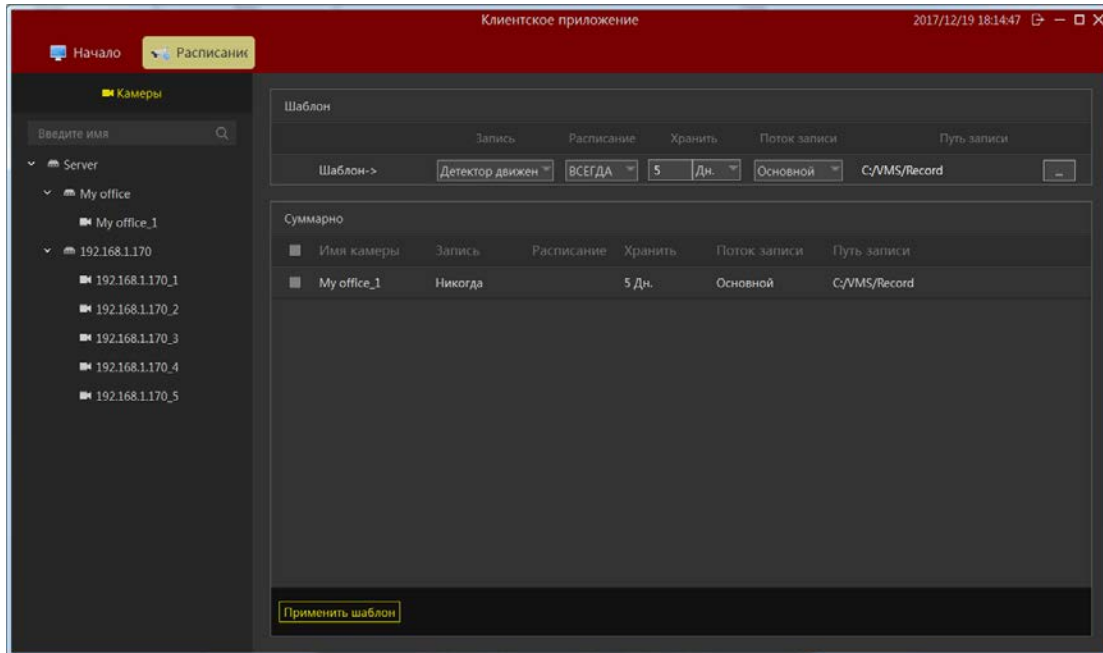 Клиентское приложение 2017/12/19 18:14:47
Начало Расписание
Камеры
Введите имя
Server
My office
My office_1
192.168.1.170
192.168.1.170_1
192.168.1.170_2
192.168.1.170_3
192.168.1.170_4
192.168.1.170_5
Шаблон
Запись Расписание Хранить Поток записи Путь записи
Шаблон-> Детектор движен ВСЕГДА 5 Дн. Основной C:/VMS/Record ...
Суммарно
Имя камеры Запись Расписание Хранить Поток записи Путь записи
My office_1 Никогда 5 Дн. Основной C:/VMS/Record
Применить шаблон